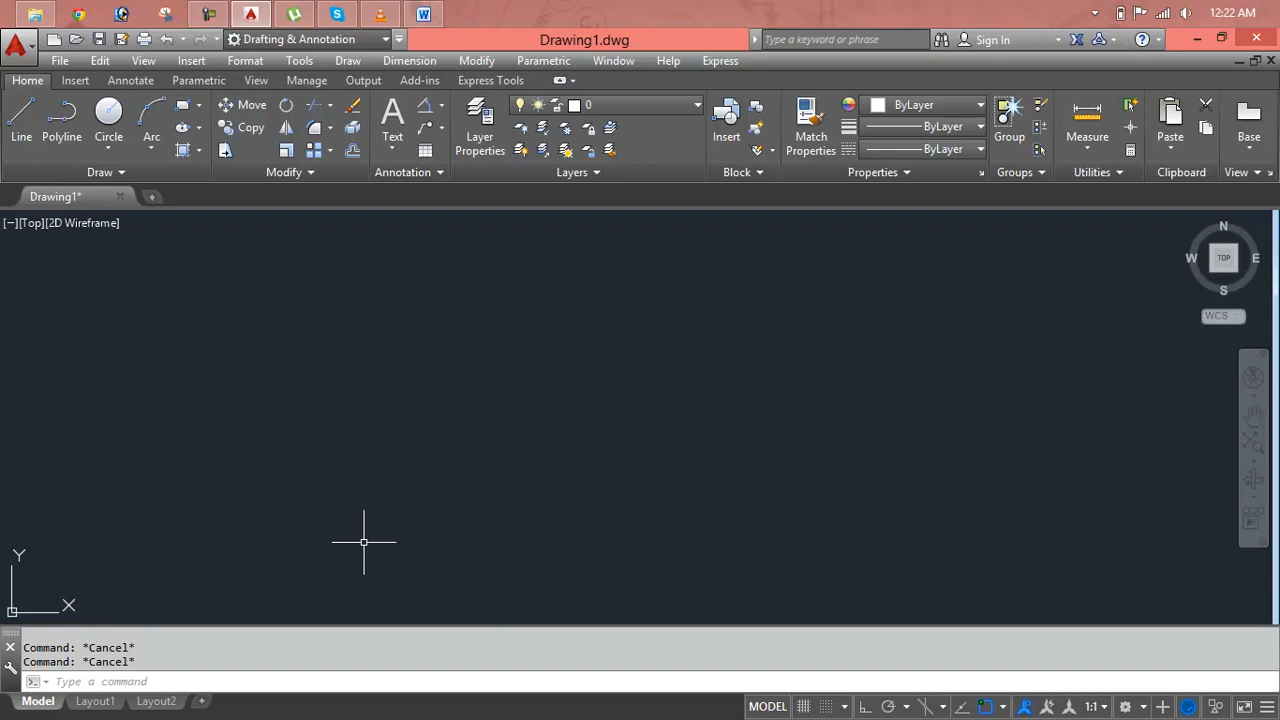 12:22 AM
Drafting & Annotation
Drawing1.dwg
Type a keyword or phrase
Sign In
File Edit View Insert Format Tools Draw Dimension Modify Parametric Window Help Express
Home Insert Annotate Parametric View Manage Output Add-ins Express Tools
Line Polyline Circle Arc
Move
Copy
Text
Layer Properties
0
Insert
Match Properties
ByLayer
ByLayer
ByLayer
Group
Measure
Paste
Base
Draw Modify Annotation Layers Block Properties Groups Utilities Clipboard View
Drawing1*
[−][Top][2D Wireframe]
N
W TOP E
S
WCS
Y
X
Command: *Cancel*
Command: *Cancel*
Type a command
Model Layout1 Layout2 +
MODEL
1:1